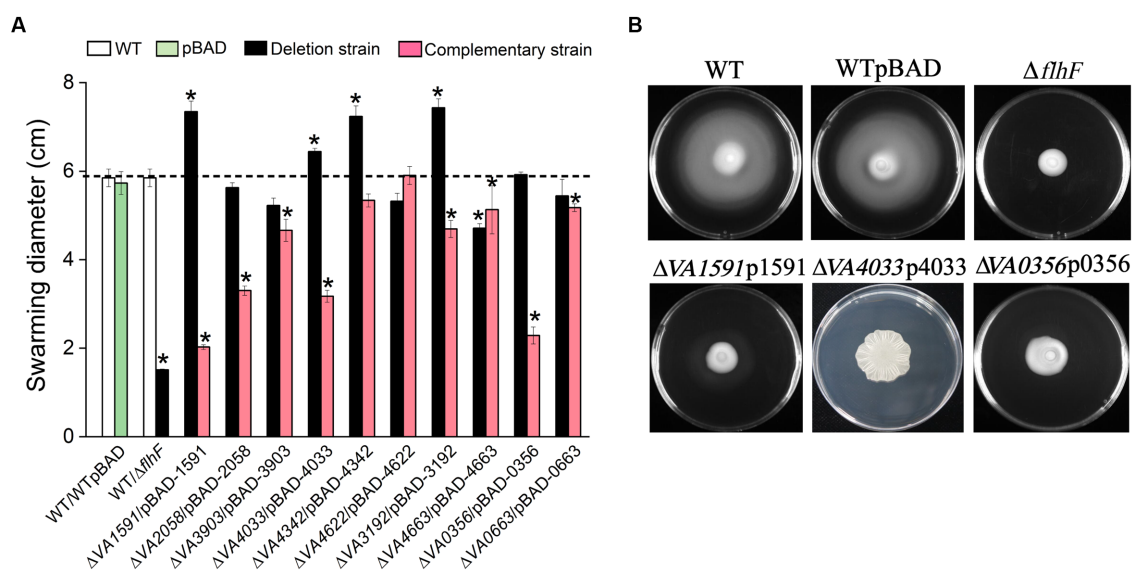 A
WT
pBAD
Deletion strain
Complementary strain
Swarming diameter (cm)
8
6
4
2
0
*
*
*
*
*
*
*
*
*
*
*
*
*
*
WT/WTpBAD
WT/ΔflhF
ΔVA1591/pBAD-1591
ΔVA2058/pBAD-2058
ΔVA3903/pBAD-3903
ΔVA4033/pBAD-4033
ΔVA4342/pBAD-4342
ΔVA4622/pBAD-4622
ΔVA3192/pBAD-3192
ΔVA4663/pBAD-4663
ΔVA0356/pBAD-0356
ΔVA0663/pBAD-0663
B
WT
WTpBAD
ΔflhF
ΔVA1591p1591
ΔVA4033p4033
ΔVA0356p0356